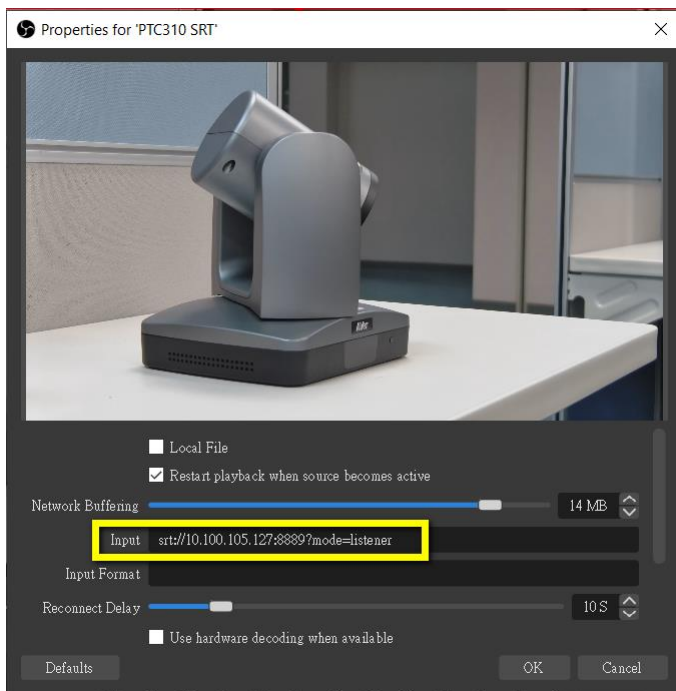 Properties for 'PTC310 SRT'
Local File
Restart playback when source becomes active
Network Buffering 14 MB
Input srt://10.100.105.127:8889?mode=listener
Input Format
Reconnect Delay 10 S
Use hardware decoding when available
Defaults OK Cancel